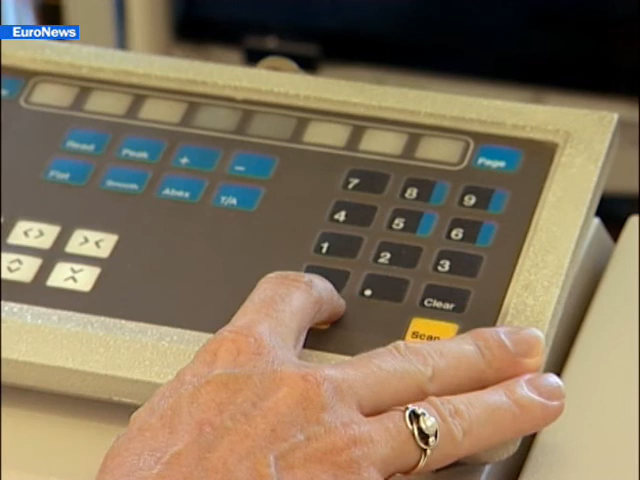 EuroNews
Read Peak + - Page
Flat Smooth Abex T/A
7 8 9
4 5 6
<> ><
1 2 3
. Clear
Scan